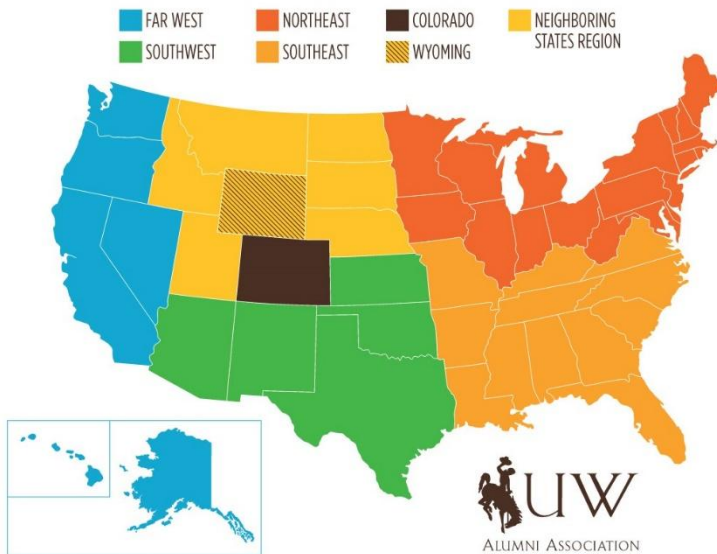 FAR WEST
NORTHEAST
COLORADO
NEIGHBORING
STATES REGION
SOUTHWEST
SOUTHEAST
WYOMING
UW
ALUMNI ASSOCIATION